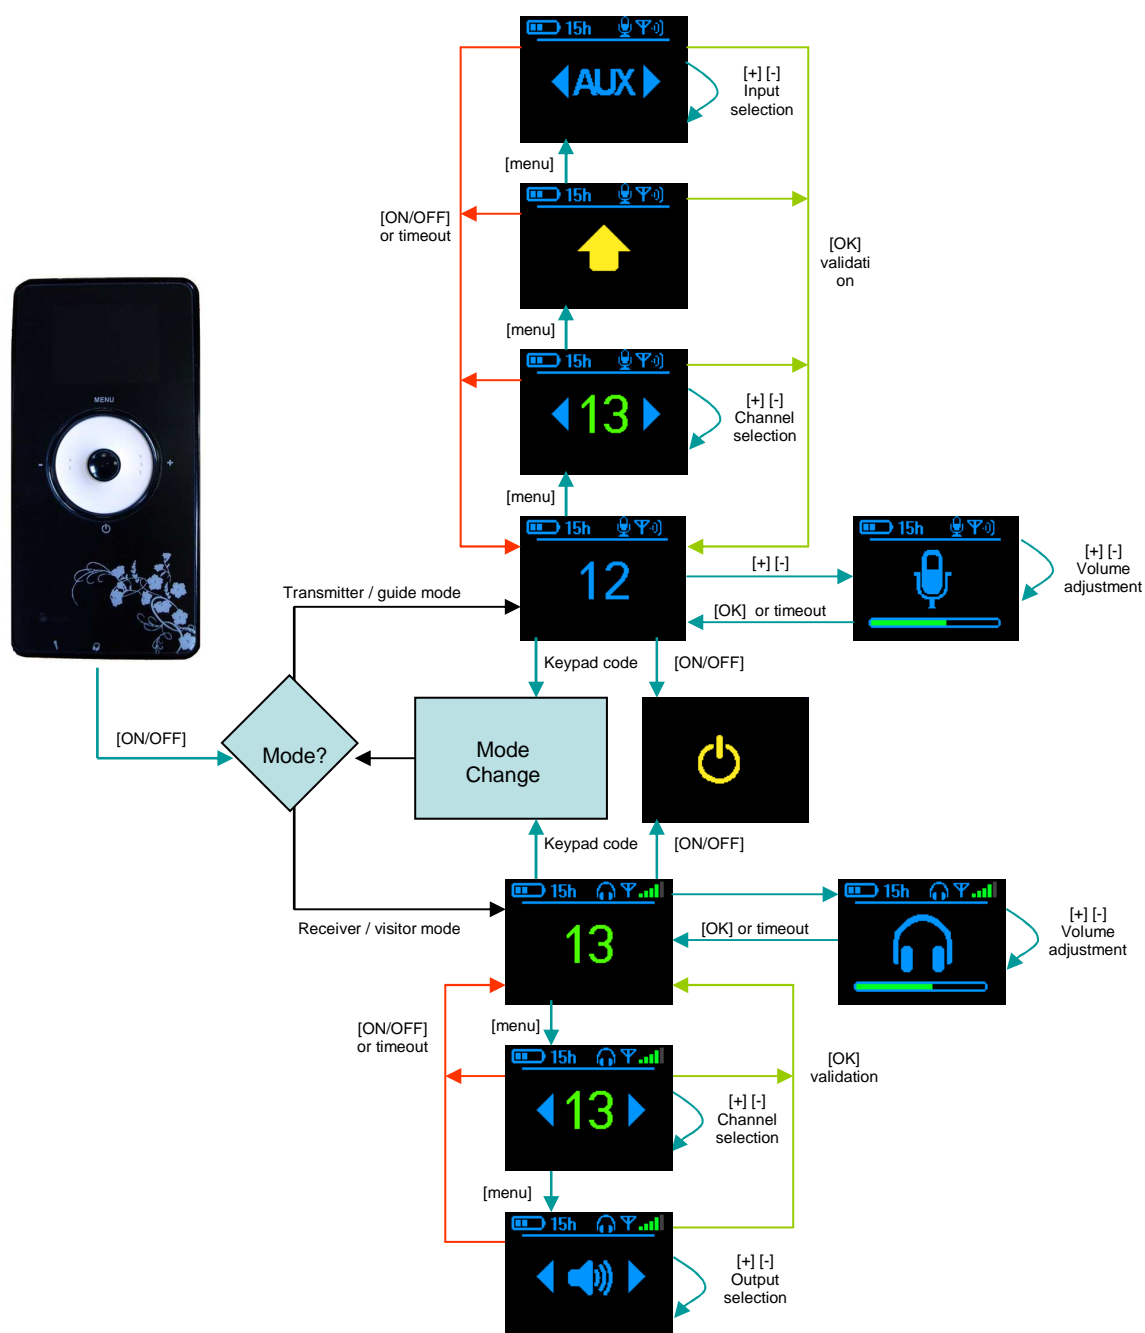 15h
AUX
[+] [-]
Input
selection
[menu]
15h
[ON/OFF]
or timeout
[OK]
validati
on
[menu]
15h
13
[+] [-]
Channel
selection
MENU
-
+
[menu]
15h
12
[+] [-]
15h
[+] [-]
Volume
adjustment
Transmitter / guide mode
[OK] or timeout
Keypad code
[ON/OFF]
[ON/OFF]
Mode?
Mode
Change
Keypad code
[ON/OFF]
15h
13
Receiver / visitor mode
[OK] or timeout
15h
[+] [-]
Volume
adjustment
[menu]
[ON/OFF]
or timeout
15h
13
[OK]
validation
[+] [-]
Channel
selection
[menu]
15h
[+] [-]
Output
selection